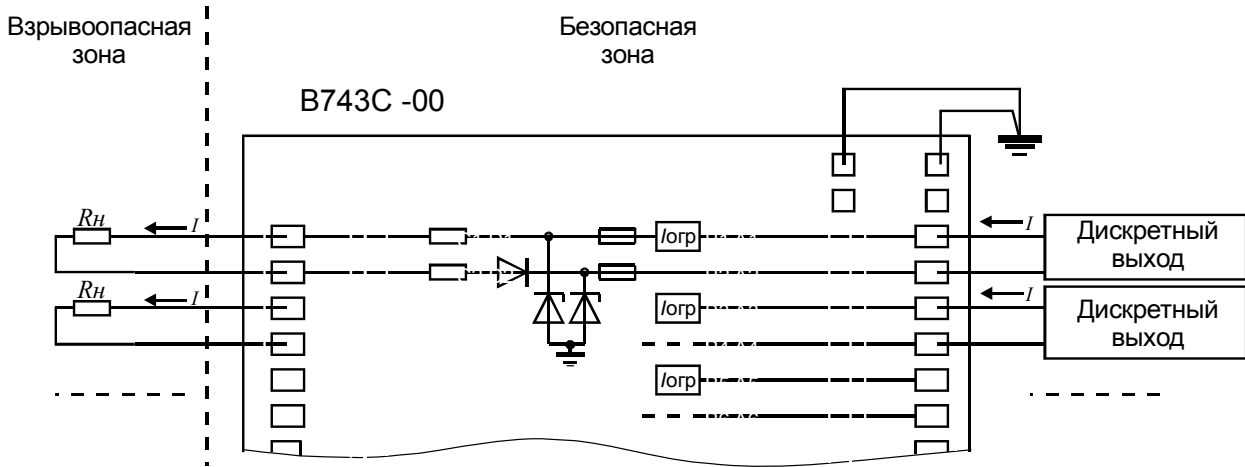 Взрывоопасная
зона
Безопасная
зона
В743С -00
Rн
I
Iогр
I
Дискретный
выход
Rн
I
Iогр
I
Дискретный
выход
Iогр